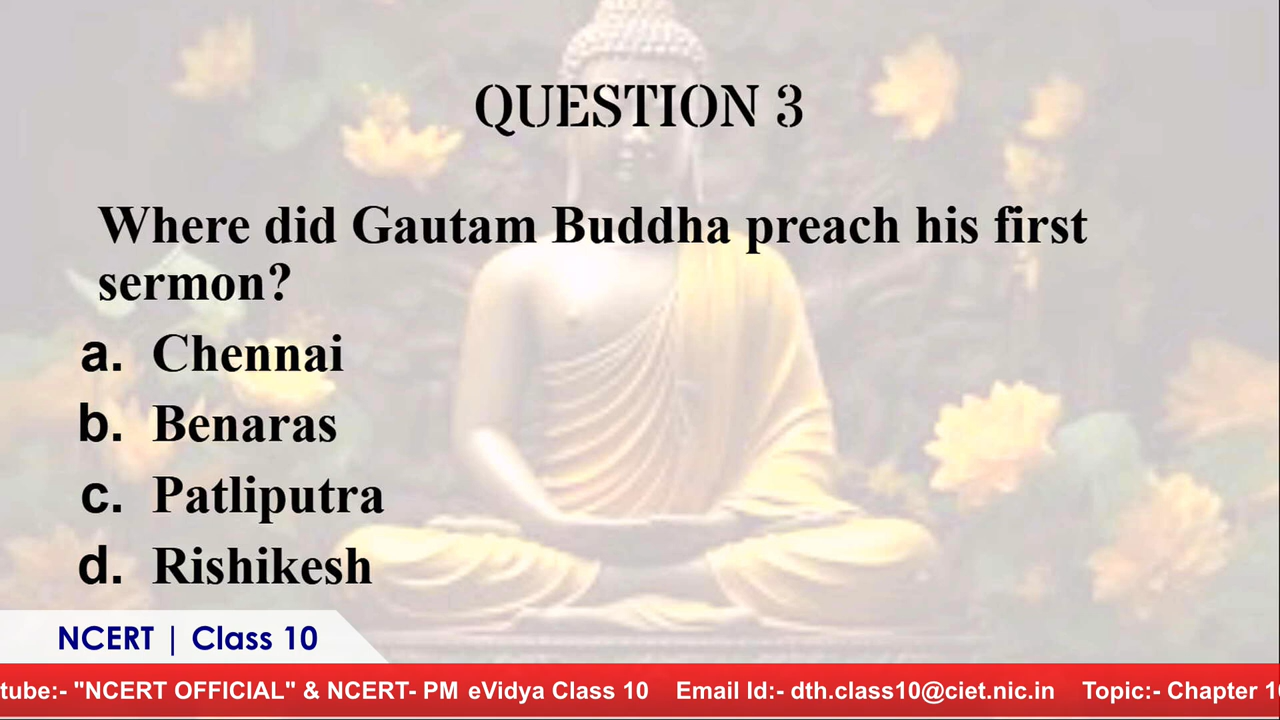 QUESTION 3
Where did Gautam Buddha preach his first
sermon?
a. Chennai
b. Benaras
c. Patliputra
d. Rishikesh
NCERT | Class 10
tube:- "NCERT OFFICIAL" & NCERT- PM eVidya Class 10 Email Id:- dth.class10@ciet.nic.in Topic:- Chapter 10